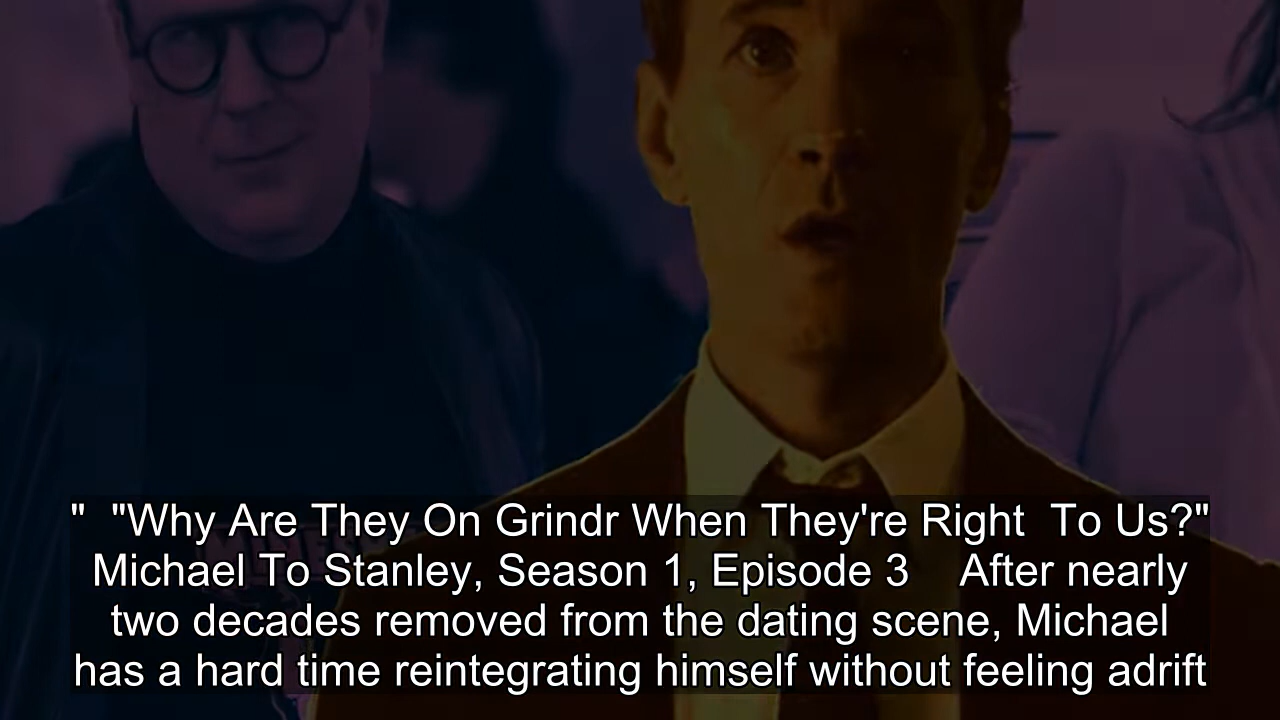 " "Why Are They On Grindr When They're Right To Us?"
Michael To Stanley, Season 1, Episode 3 After nearly
two decades removed from the dating scene, Michael
has a hard time reintegrating himself without feeling adrift